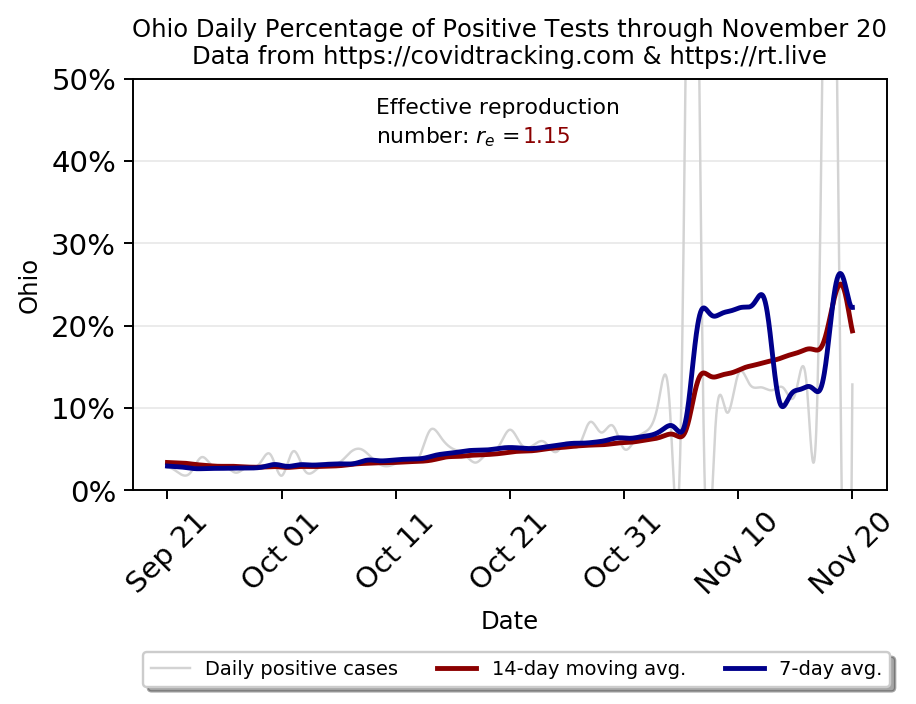 Ohio Daily Percentage of Positive Tests through November 20
Data from https://covidtracking.com & https://rt.live
50%
Effective reproduction
number: rₑ =1.15
40%
30%
20%
10%
0%
Ohio
Sep 21
Oct 01
Oct 11
Oct 21
Oct 31
Nov 10
Nov 20
Date
Daily positive cases
14-day moving avg.
7-day avg.